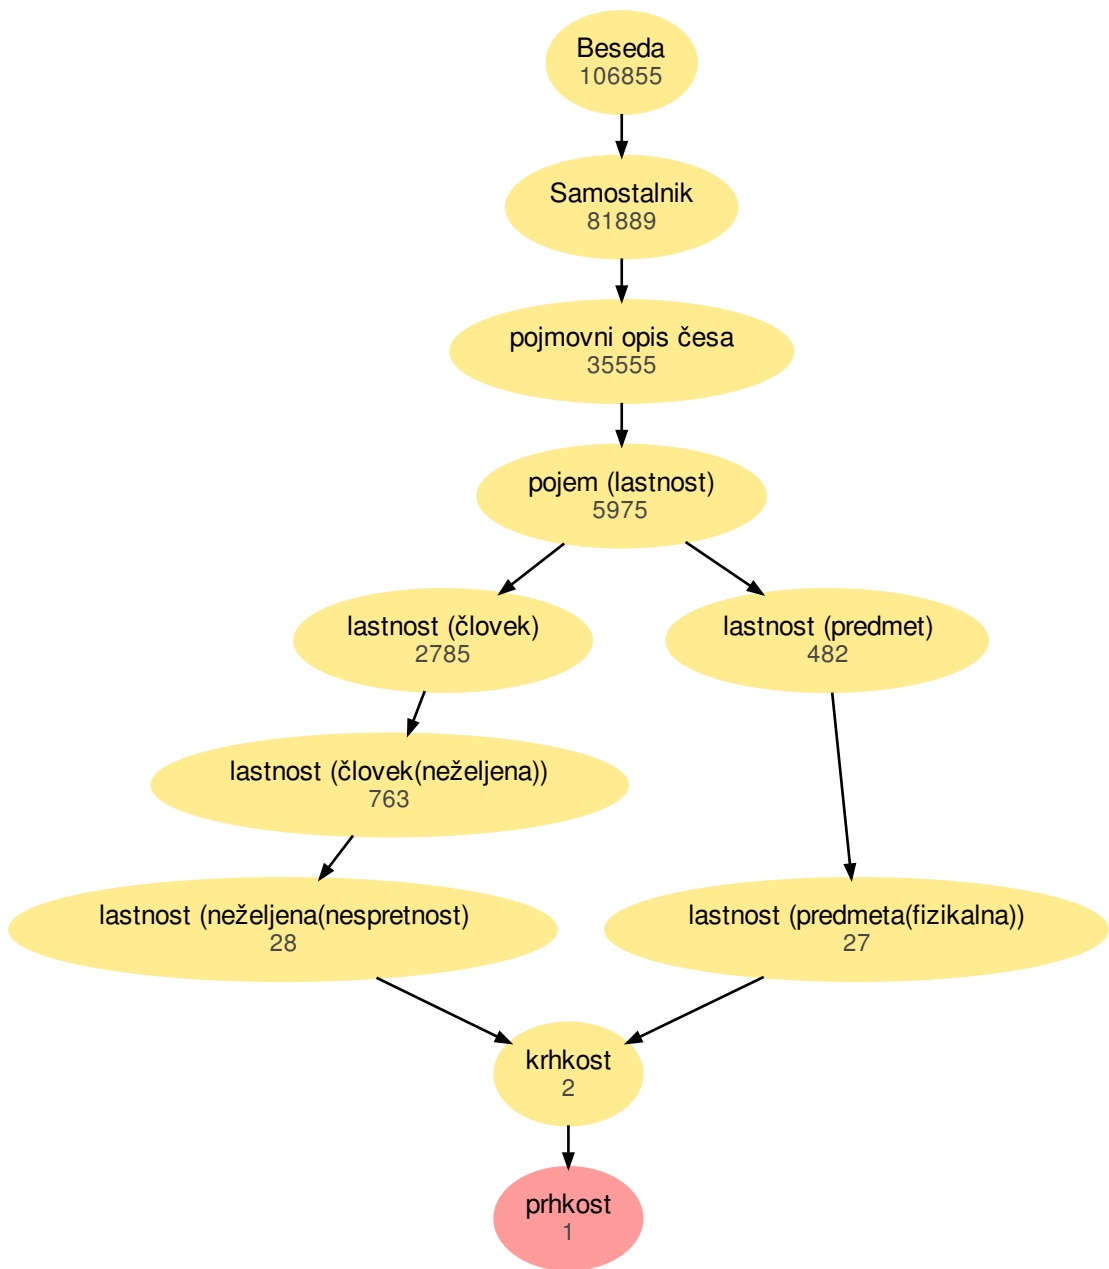 Beseda
106855
Samostalnik
81889
pojmovni opis česa
35555
pojem (lastnost)
5975
lastnost (človek)
2785
lastnost (predmet)
482
lastnost (človek(neželjena))
763
lastnost (neželjena(nespretnost)
28
lastnost (predmeta(fizikalna))
27
krhkost
2
prhkost
1